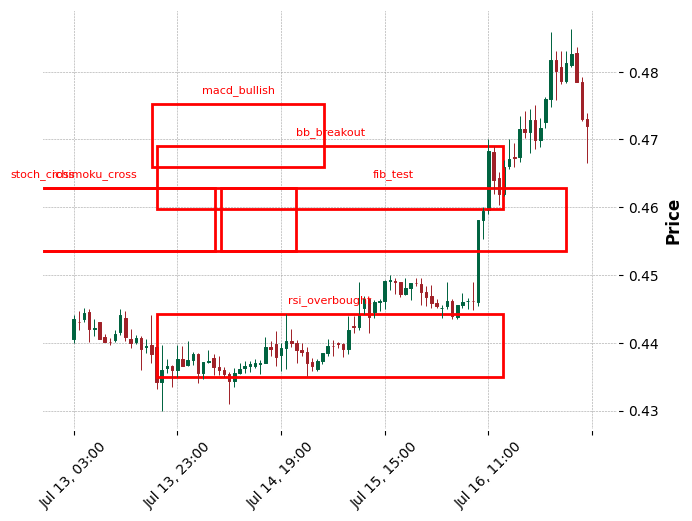 macd_bullish
bb_breakout
stoch_cross
ichimoku_cross
fib_test
rsi_overbought
0.48
0.47
0.46
0.45
0.44
0.43
Price
Jul 13, 03:00
Jul 13, 23:00
Jul 14, 19:00
Jul 15, 15:00
Jul 16, 11:00